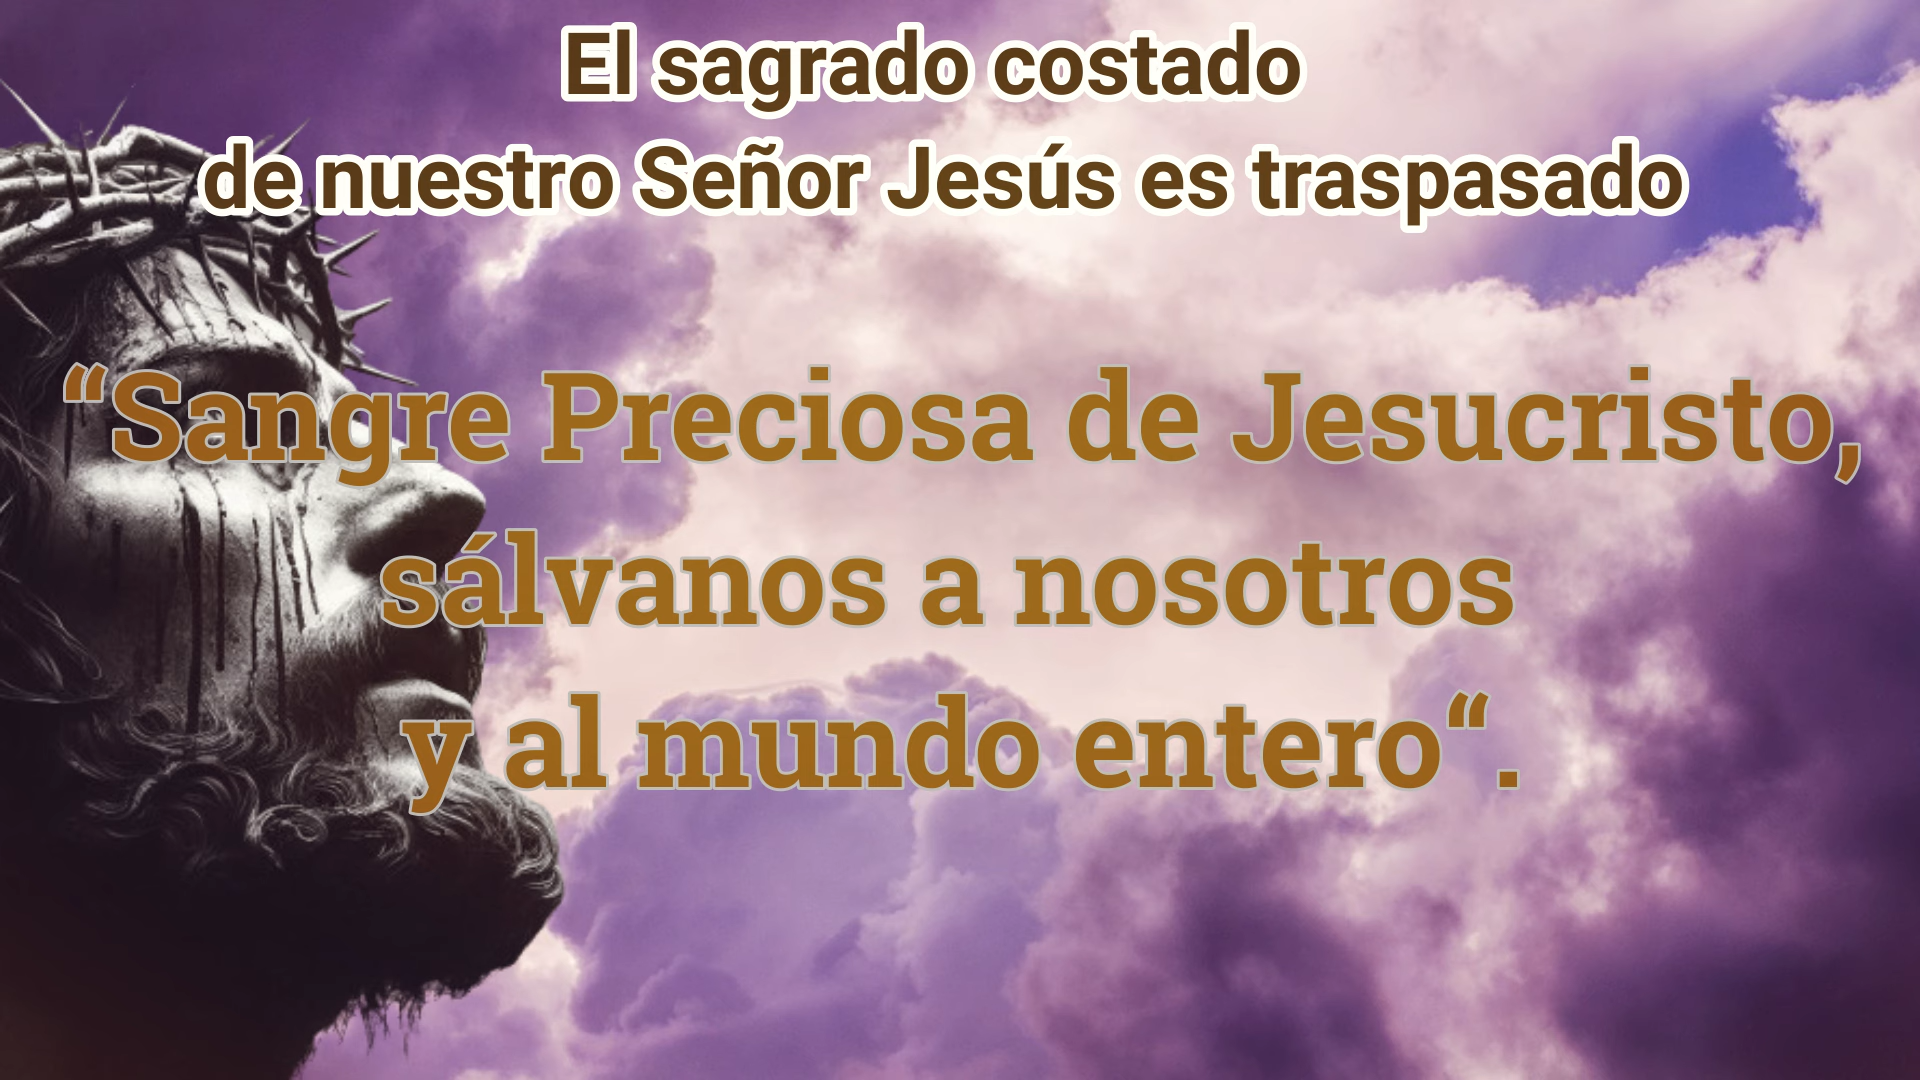 El sagrado costado
de nuestro Señor Jesús es traspasado
“Sangre Preciosa de Jesucristo,
sálvanos a nosotros
y al mundo entero“.